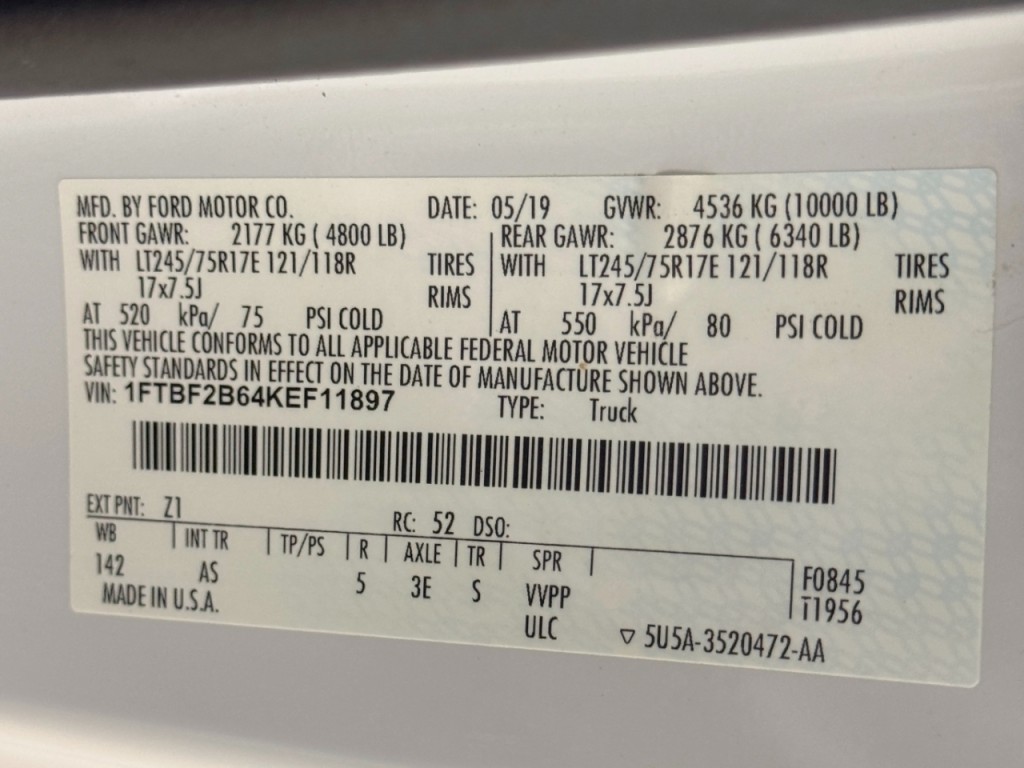 MFD. BY FORD MOTOR CO. DATE: 05/19 GVWR: 4536 KG (10000 LB)
FRONT GAWR: 2177 KG ( 4800 LB) REAR GAWR: 2876 KG ( 6340 LB)
WITH LT245/75R17E 121/118R TIRES WITH LT245/75R17E 121/118R TIRES
17x7.5J RIMS 17x7.5J RIMS
AT 520 kPa/ 75 PSI COLD AT 550 kPa/ 80 PSI COLD
THIS VEHICLE CONFORMS TO ALL APPLICABLE FEDERAL MOTOR VEHICLE
SAFETY STANDARDS IN EFFECT ON THE DATE OF MANUFACTURE SHOWN ABOVE.
VIN: 1FTBF2B64KEF11897 TYPE: Truck
EXT PNT: Z1 RC: 52 DSO:
WB INT TR TP/PS R AXLE TR SPR
142 AS 5 3E S VVPP F0845
MADE IN U.S.A. ULC T1956
▽ 5U5A-3520472-AA